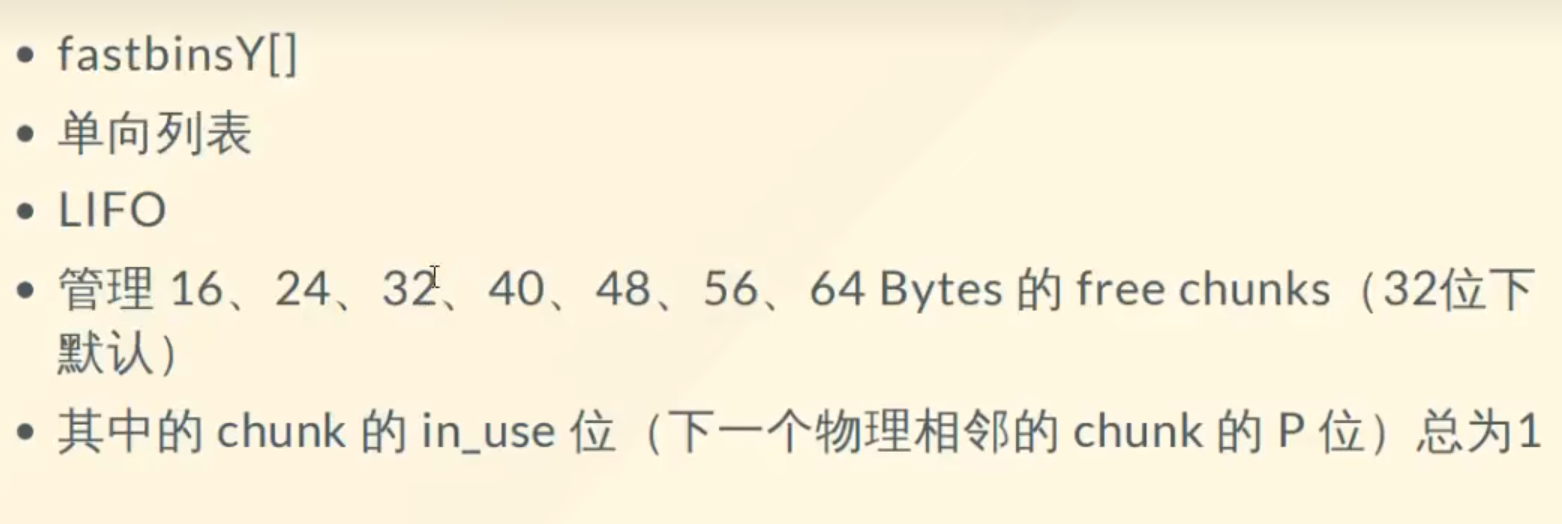 • fastbinsY[]
• 单向列表
• LIFO
• 管理 16、24、32、40、48、56、64 Bytes 的 free chunks（32位下
默认）
• 其中的 chunk 的 in_use 位（下一个物理相邻的 chunk 的 P 位）总为1